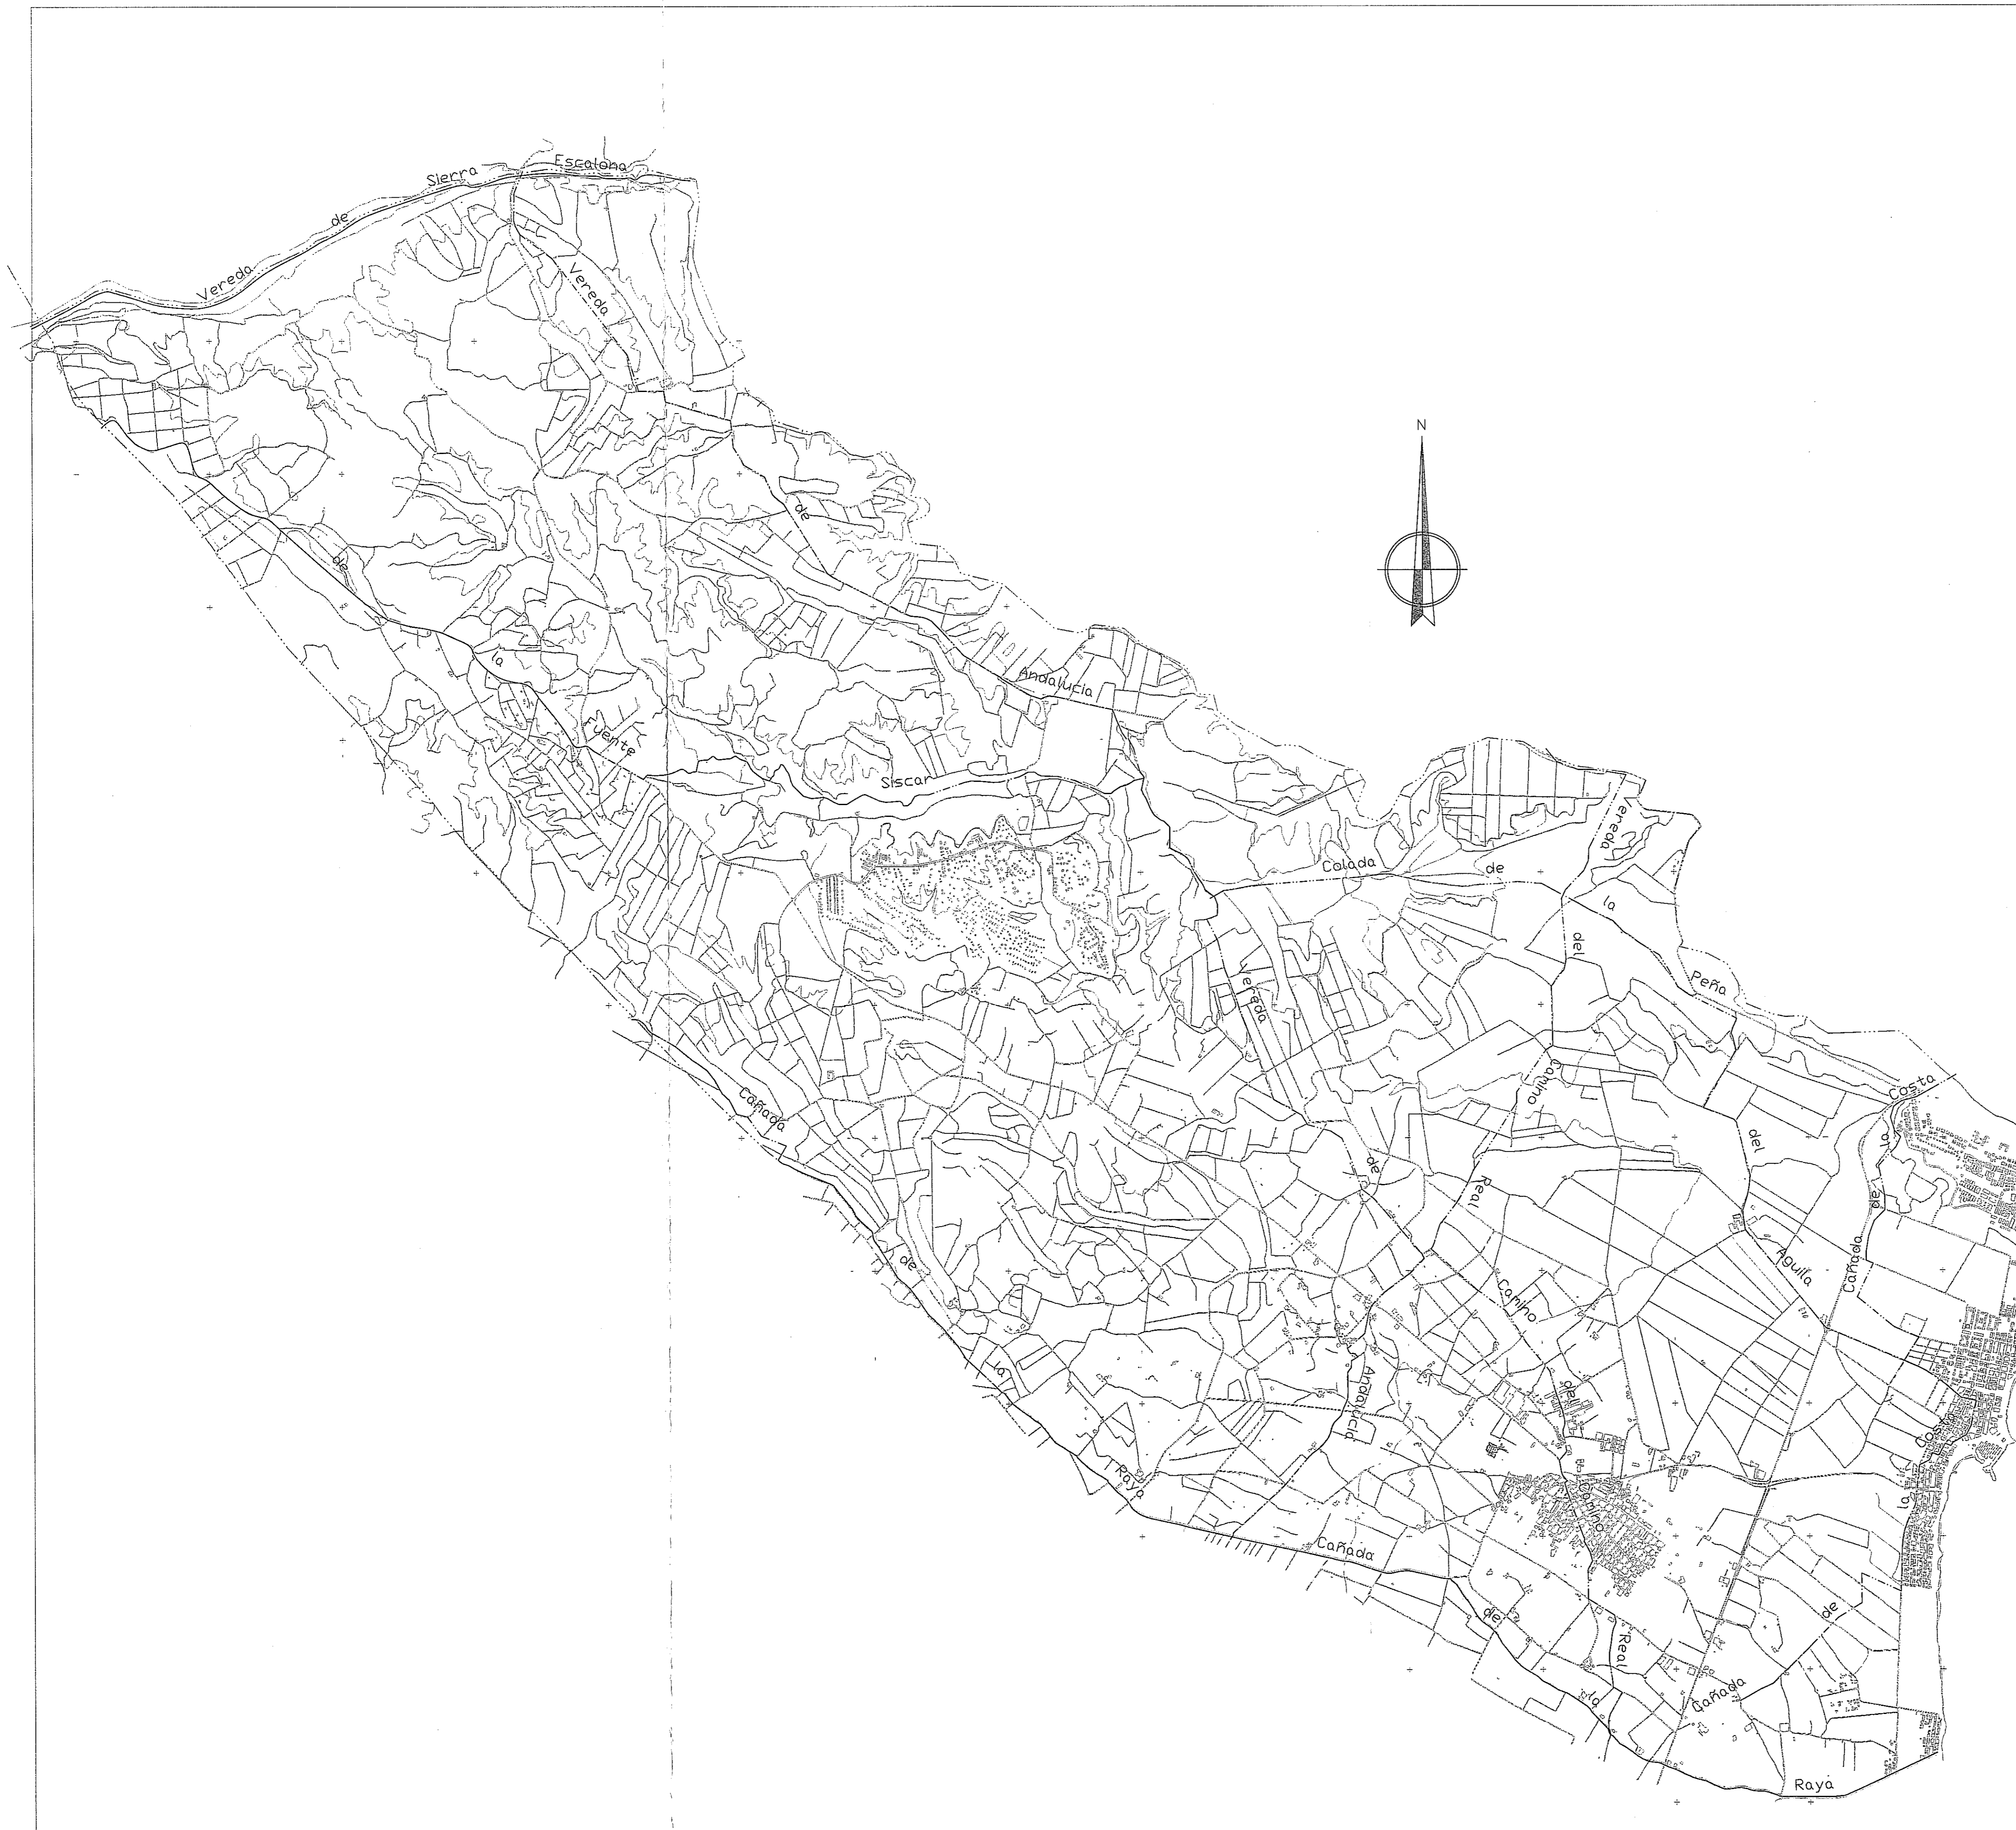 Vereda de Sierra Escalona
N
Vereda de Andalucia
de la Fuente Siscar
Colada de la Peña
Vereda del Camino Real
Vereda de Andalucia
del Aguila
Cañada de la Costa
Camino del Camino Real
Cañada de la Raya
Cañada de la Raya
Cañada de la Costa